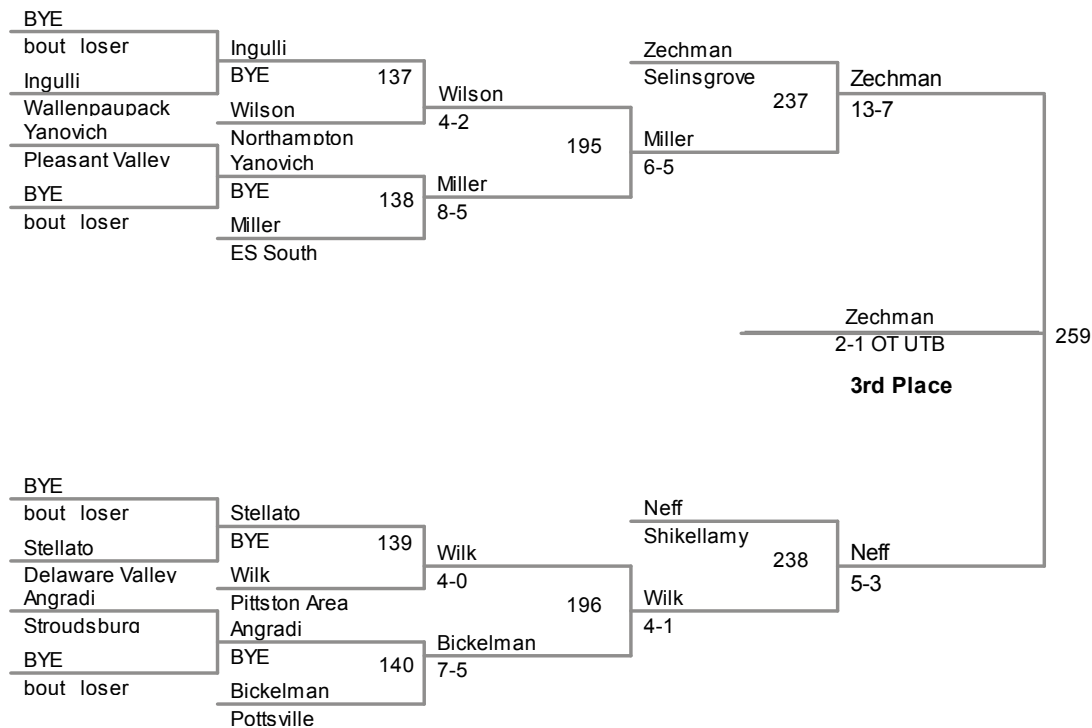 BYE
bout loser
Ingulli
Wallenpaupack
Yanovich
Pleasant Valley
BYE
bout loser
Ingulli
BYE
137
Wilson
Northampton
Yanovich
BYE
138
Miller
ES South
Wilson
4-2
195
Miller
8-5
Zechman
Selinsgrove
237
Miller
6-5
Zechman
13-7
Zechman
2-1 OT UTB
259
3rd Place
BYE
bout loser
Stellato
Delaware Valley
Angradi
Stroudsburg
BYE
bout loser
Stellato
BYE
139
Wilk
Pittston Area
Angradi
BYE
140
Bickelman
Pottsville
Wilk
4-0
196
Bickelman
7-5
Neff
Shikellamy
238
Wilk
4-1
Neff
5-3